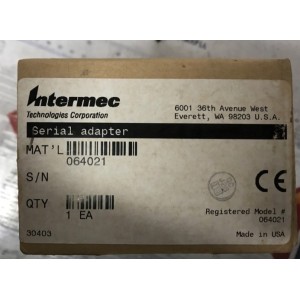 Intermec
Technologies Corporation
6001 36th Avenue West
Everett, WA 98203 U.S.A.
Serial adapter
MAT'L
064021
S/N
QTY
1 EA
CE
Registered Model #
064021
30403
Made in USA